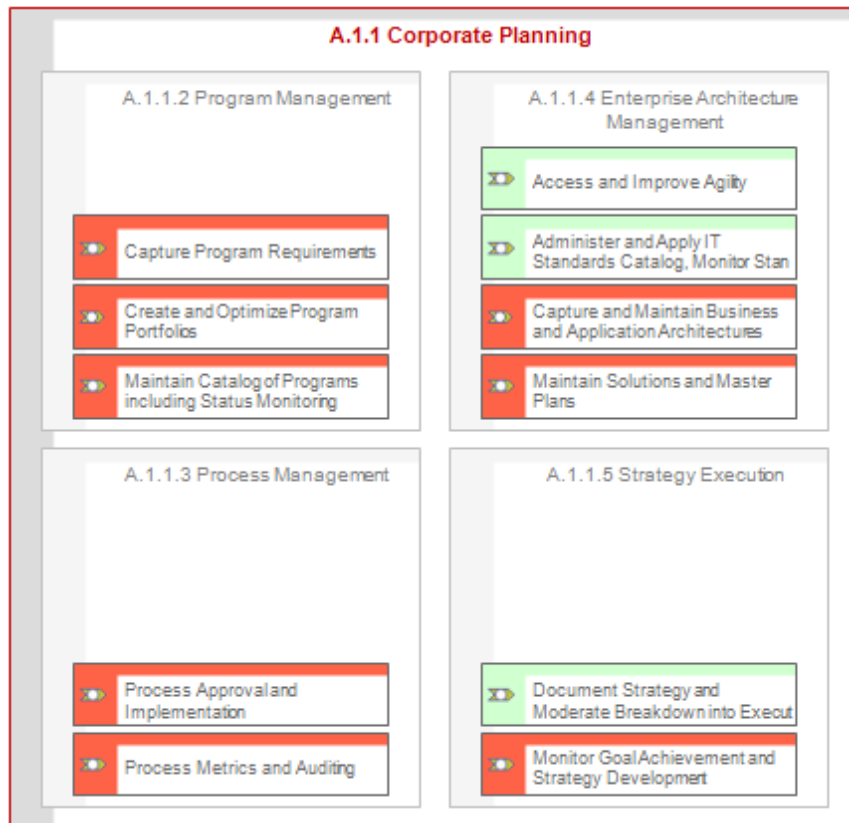 A.1.1 Corporate Planning
A.1.1.2 Program Management
Capture Program Requirements
Create and Optimize Program
Portfolios
Maintain Catalog of Programs
including Status Monitoring
A.1.1.4 Enterprise Architecture
Management
Access and Improve Agility
Administer and Apply IT
Standards Catalog, Monitor Stan
Capture and Maintain Business
and Application Architectures
Maintain Solutions and Master
Plans
A.1.1.3 Process Management
Process Approval and
Implementation
Process Metrics and Auditing
A.1.1.5 Strategy Execution
Document Strategy and
Moderate Breakdown into Execut
Monitor Goal Achievement and
Strategy Development